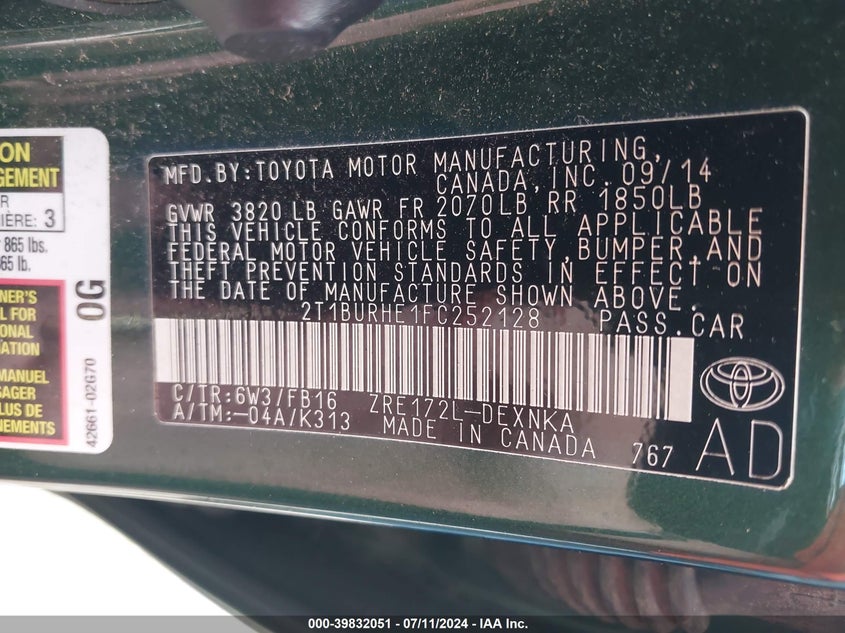 ON
GEMENT
R
IÈRE: 3
865 lbs.
65 lb.
NER'S
L FOR
ONAL
ATION
MANUEL
SAGER
LUS DE
OG
42661-02G70
MFD.BY:TOYOTA MOTOR MANUFACTURING,
CANADA, INC. 09/14
GVWR 3820 LB GAWR FR 2070LB RR 1850LB
THIS VEHICLE CONFORMS TO ALL APPLICABLE
FEDERAL MOTOR VEHICLE SAFETY, BUMPER, AND
THEFT PREVENTION STANDARDS IN EFFECT ON
THE DATE OF MANUFACTURE SHOWN ABOVE.
2T1BURHE1FC252128 PASS.CAR
C/TR:6W3/FB16 ZRE172L-DEXNKA
A/TM:-04A/K313 MADE IN CANADA 767
AD
000-39832051 - 07/11/2024 - IAA Inc.